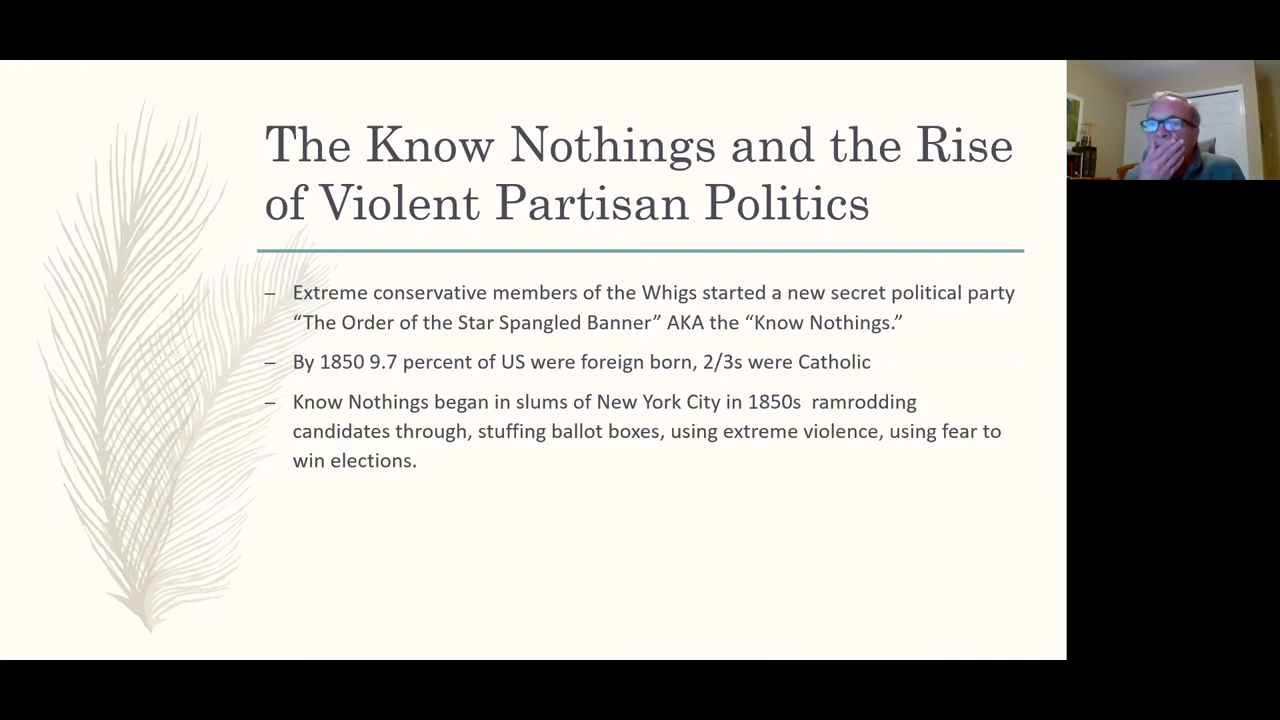 The Know Nothings and the Rise
of Violent Partisan Politics
– Extreme conservative members of the Whigs started a new secret political party
“The Order of the Star Spangled Banner” AKA the “Know Nothings.”
– By 1850 9.7 percent of US were foreign born, 2/3s were Catholic
– Know Nothings began in slums of New York City in 1850s  ramrodding
candidates through, stuffing ballot boxes, using extreme violence, using fear to
win elections.